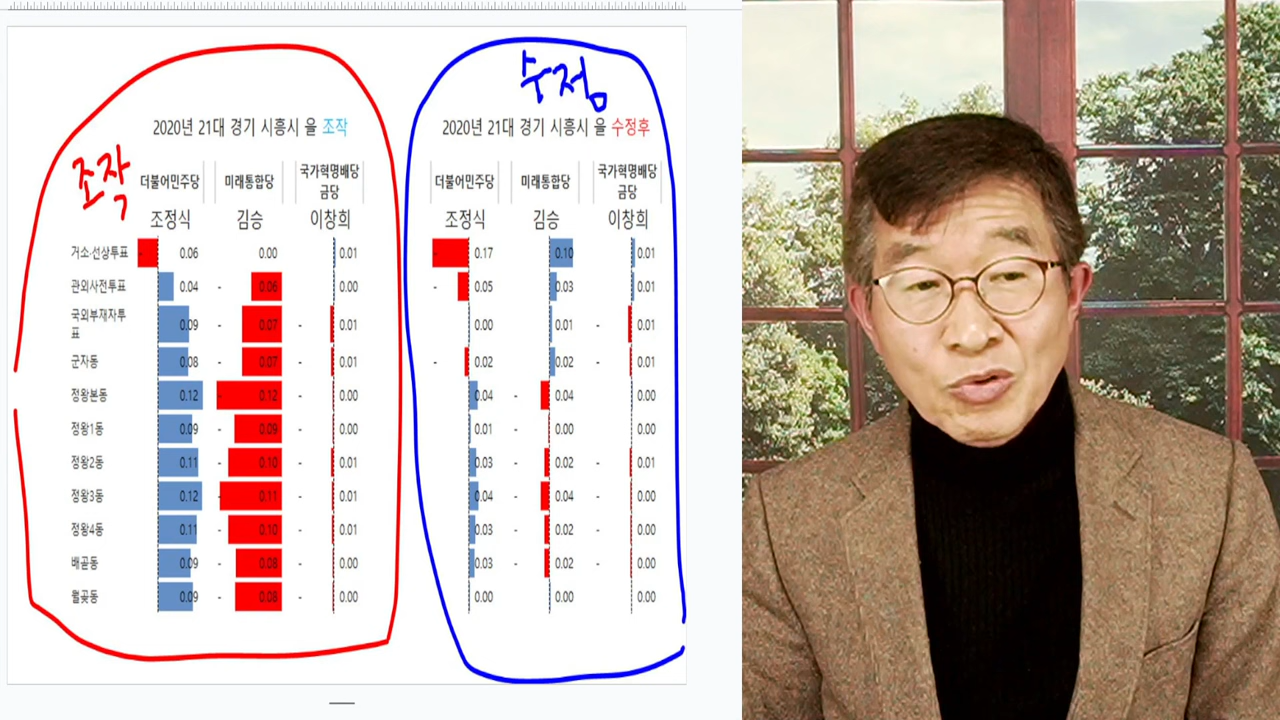 수정
2020년 21대 경기 시흥시 을 조작
2020년 21대 경기 시흥시 을 수정후
조작
더불어민주당 미래통합당 국가혁명배당금당
조정식 김승 이창희
거소·선상투표 - 0.06 0.00 0.01
관외사전투표 0.04 - 0.06 0.00
국외부재자투표 0.09 - 0.07 - 0.01
군자동 0.08 - 0.07 - 0.01
정왕본동 0.12 - 0.12 - 0.00
정왕1동 0.09 - 0.09 - 0.00
정왕2동 0.11 - 0.10 - 0.01
정왕3동 0.12 - 0.11 - 0.01
정왕4동 0.11 - 0.10 - 0.01
배곧동 0.09 - 0.08 - 0.00
월곶동 0.09 - 0.08 - 0.00
더불어민주당 미래통합당 국가혁명배당금당
조정식 김승 이창희
- 0.17 0.10 0.01
- 0.05 0.03 0.01
0.00 0.01 - 0.01
- 0.02 0.02 - 0.01
0.04 - 0.04 - 0.00
0.01 - 0.00 - 0.00
0.03 - 0.02 - 0.01
0.04 - 0.04 - 0.00
0.03 - 0.02 - 0.00
0.03 - 0.02 - 0.00
0.00 0.00 - 0.00